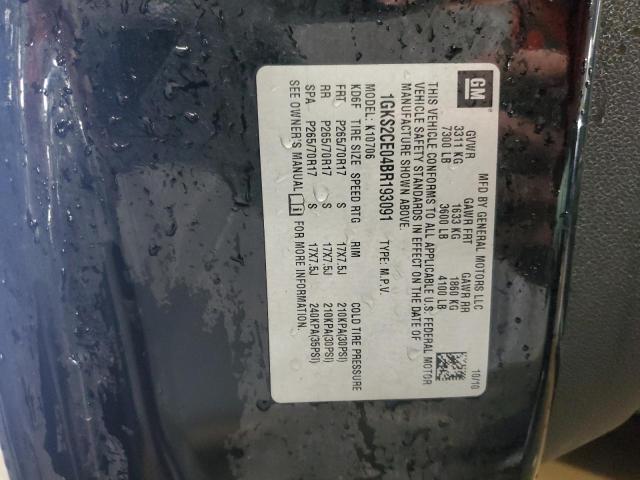 GM
MFD BY GENERAL MOTORS LLC 10/10
GVWR GAWR FRT GAWR RR
3311 KG 1633 KG 1860 KG
7300 LB 3600 LB 4100 LB
THIS VEHICLE CONFORMS TO ALL APPLICABLE U.S. FEDERAL MOTOR
VEHICLE SAFETY STANDARDS IN EFFECT ON THE DATE OF
MANUFACTURE SHOWN ABOVE.
1GKS2CE04BR193091 TYPE: M.P.V.
MODEL: K10706
KD6F TIRE SIZE SPEED RTG RIM COLD TIRE PRESSURE
FRT P265/70R17 S 17X7.5J 210KPA(30PSI)
RR P265/70R17 S 17X7.5J 210KPA(30PSI)
SPA P265/70R17 S 17X7.5J 240KPA(35PSI)
SEE OWNER'S MANUAL FOR MORE INFORMATION.